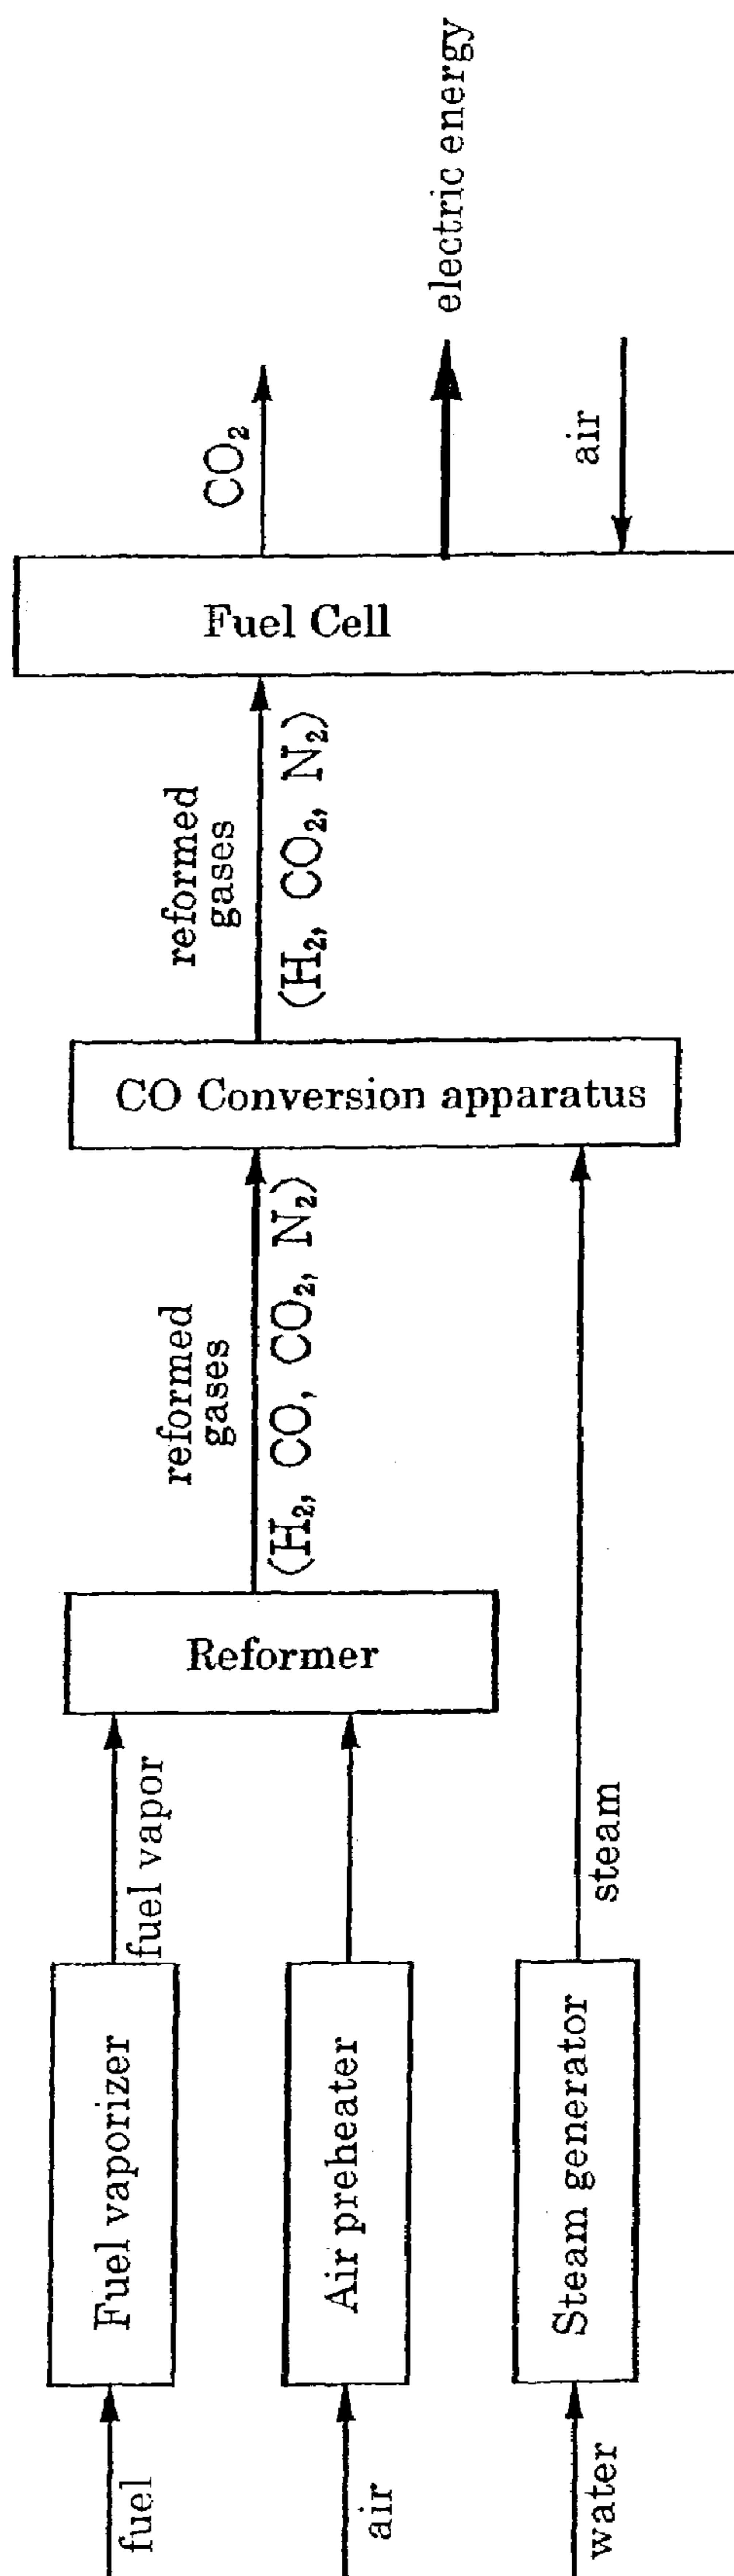 CO₂
electric energy
air
Fuel Cell
reformed
gases
(H₂, CO₂, N₂)
CO Conversion apparatus
reformed
gases
(H₂, CO, CO₂, N₂)
Reformer
fuel vapor
steam
Fuel vaporizer
Air preheater
Steam generator
fuel
air
water